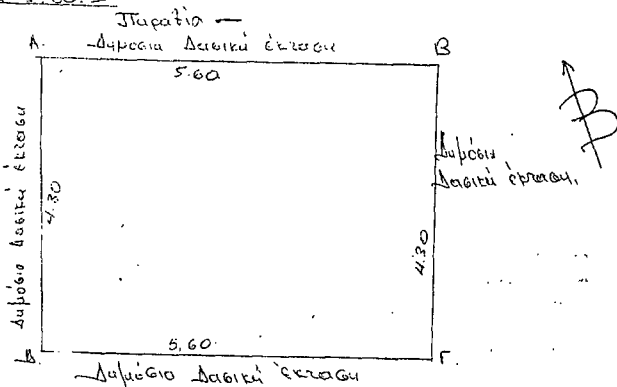 Παραλία —
Α. Δημόσια Δασική έκταση Β
5.60
Δημόσια Δασική έκταση
4.30
Β
Δημόσια
Δασική έκταση.
4.30
5,60
Δ. Γ.
Δημόσια Δασική έκταση